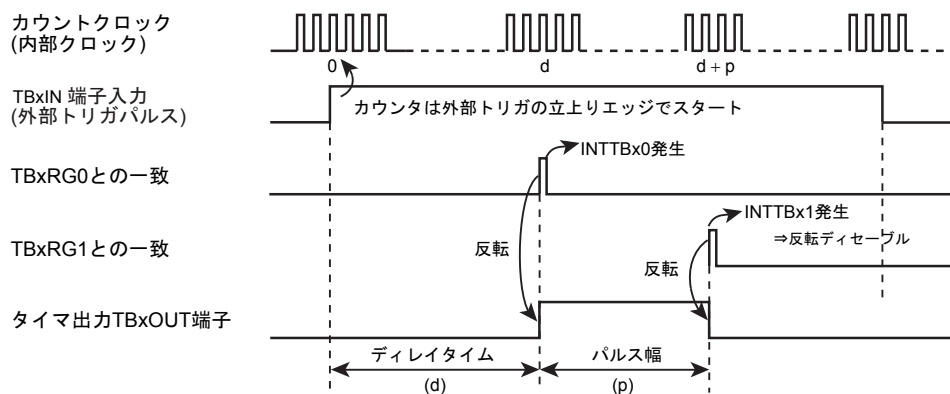 カウントクロック
(内部クロック)
0
d
d + p
TBxIN 端子入力
(外部トリガパルス)
カウンタは外部トリガの立上りエッジでスタート
INTTBx0発生
TBxRG0との一致
INTTBx1発生
⇒反転ディセーブル
TBxRG1との一致
反転
反転
タイマ出力TBxOUT端子
ディレイタイム
パルス幅
(d)
(p)